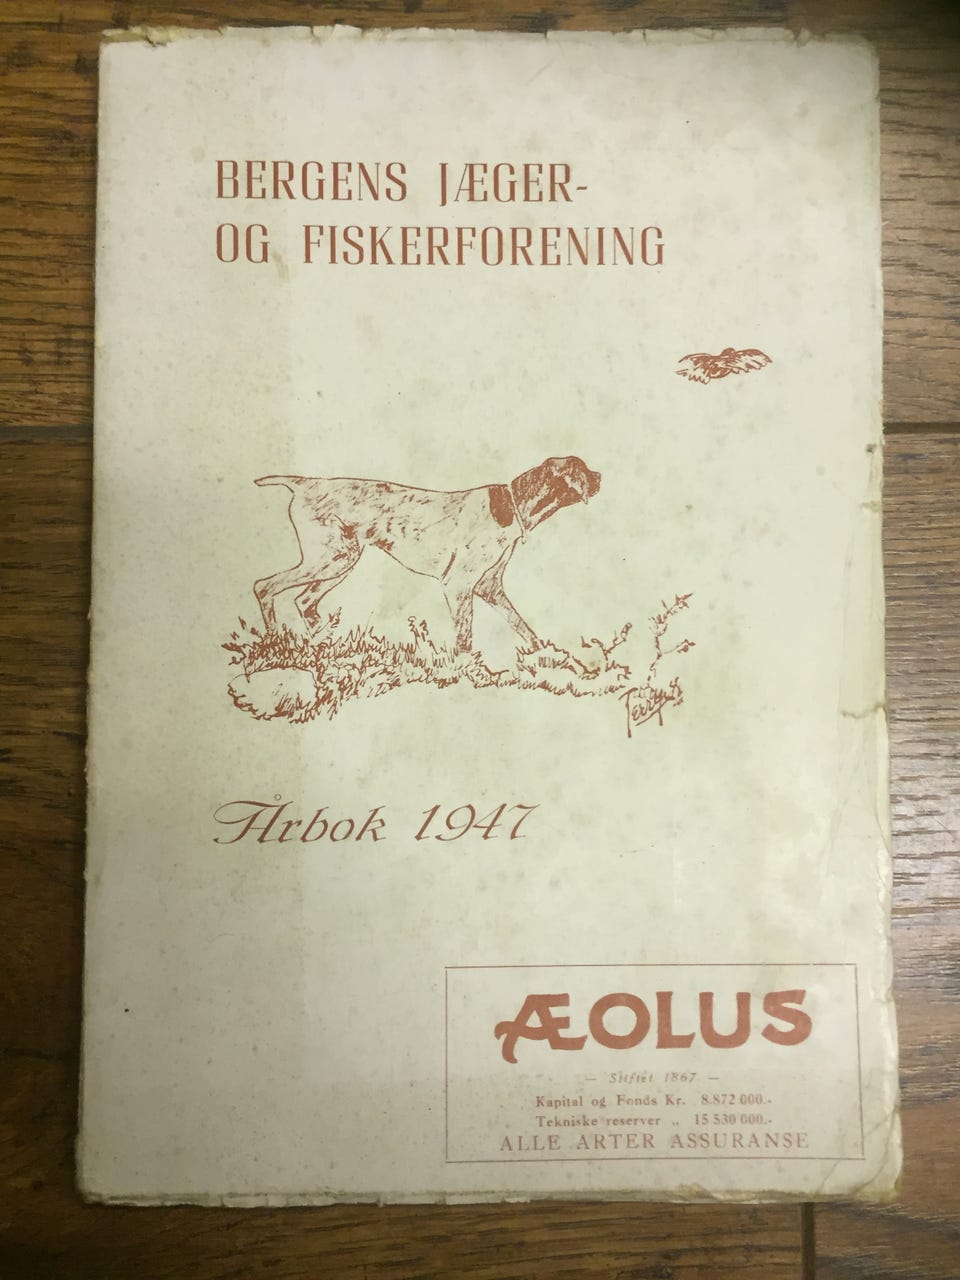 BERGENS JÆGER-
OG FISKERFORENING
Årbok 1947
ÆOLUS
— Stiftet 1867 —
Kapital og Fonds Kr. 8.872.000.-
Tekniske reserver „ 15.530.000.-
ALLE ARTER ASSURANSE